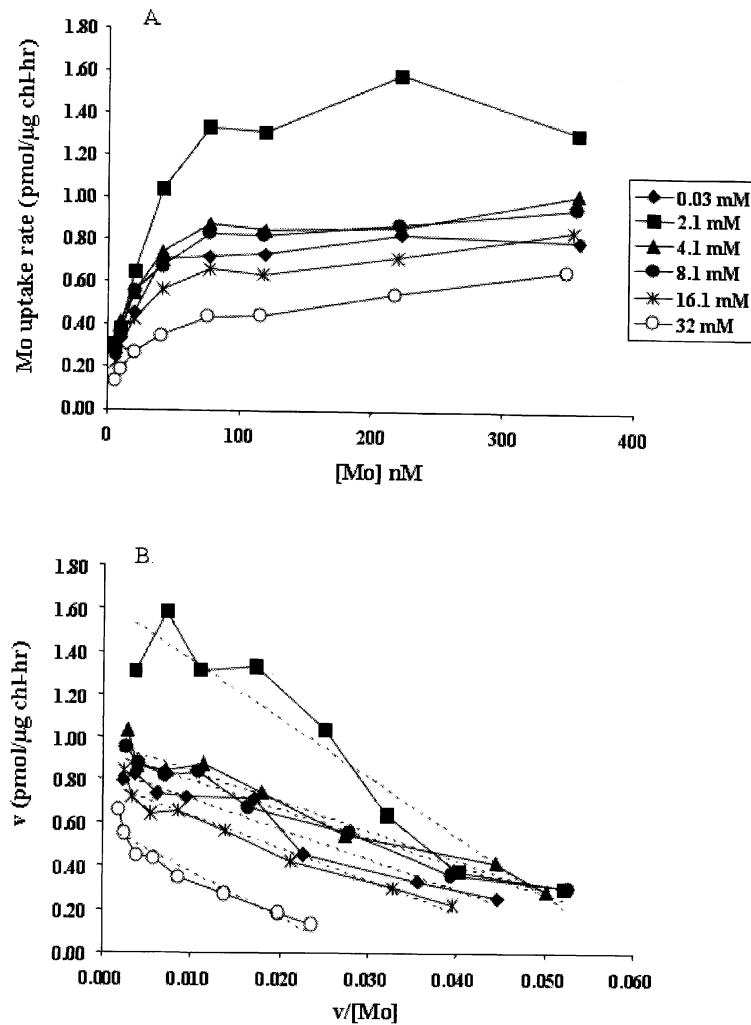 A.
Mo uptake rate (pmol/µg chl-hr)
1.80
1.60
1.40
1.20
1.00
0.80
0.60
0.40
0.20
0.00
0
100
200
300
400
[Mo] nM
0.03 mM
2.1 mM
4.1 mM
8.1 mM
16.1 mM
32 mM
B.
v (pmol/µg chl-hr)
1.80
1.60
1.40
1.20
1.00
0.80
0.60
0.40
0.20
0.00
0.000
0.010
0.020
0.030
0.040
0.050
0.060
v/[Mo]